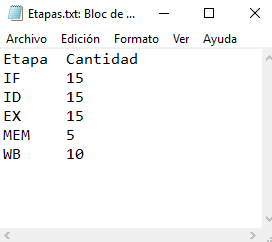 Etapas.txt: Bloc de ...
Archivo Edición Formato Ver Ayuda
Etapa Cantidad
IF 15
ID 15
EX 15
MEM 5
WB 10